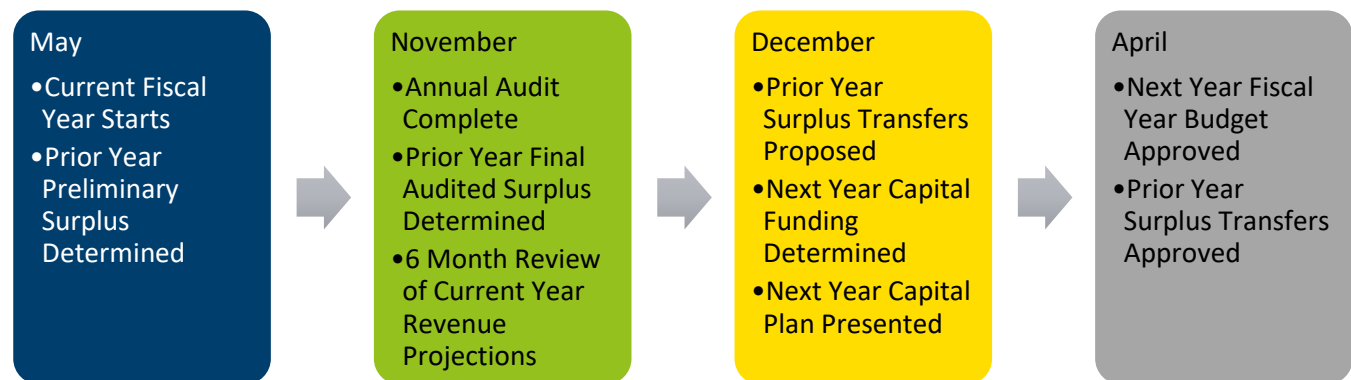 May
•Current Fiscal
Year Starts
•Prior Year
Preliminary
Surplus
Determined
November
•Annual Audit
Complete
•Prior Year Final
Audited Surplus
Determined
•6 Month Review
of Current Year
Revenue
Projections
December
•Prior Year
Surplus Transfers
Proposed
•Next Year Capital
Funding
Determined
•Next Year Capital
Plan Presented
April
•Next Year Fiscal
Year Budget
Approved
•Prior Year
Surplus Transfers
Approved